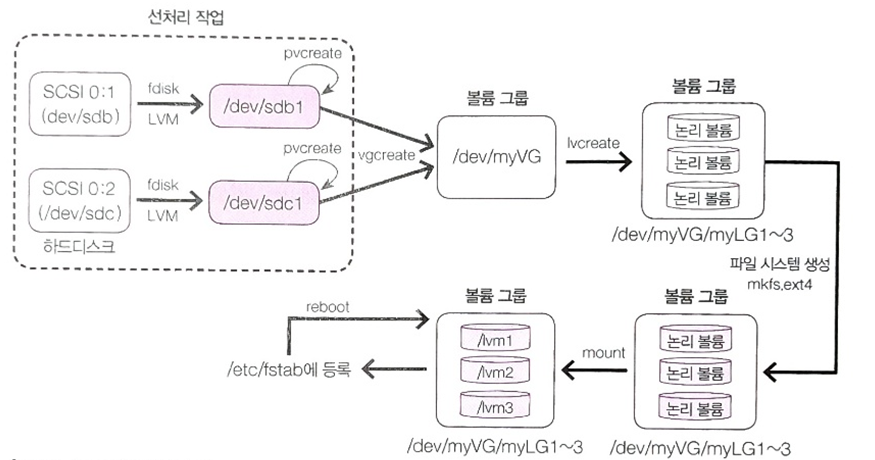 선처리 작업
SCSI 0:1
(dev/sdb)
fdisk
LVM
pvcreate
/dev/sdb1
SCSI 0:2
(/dev/sdc)
하드디스크
fdisk
LVM
pvcreate
/dev/sdc1
vgcreate
볼륨 그룹
/dev/myVG
lvcreate
볼륨 그룹
논리 볼륨
논리 볼륨
논리 볼륨
/dev/myVG/myLG1~3
파일 시스템 생성
mkfs,ext4
볼륨 그룹
논리 볼륨
논리 볼륨
논리 볼륨
/dev/myVG/myLG1~3
mount
볼륨 그룹
/lvm1
/lvm2
/lvm3
/dev/myVG/myLG1~3
/etc/fstab에 등록
reboot